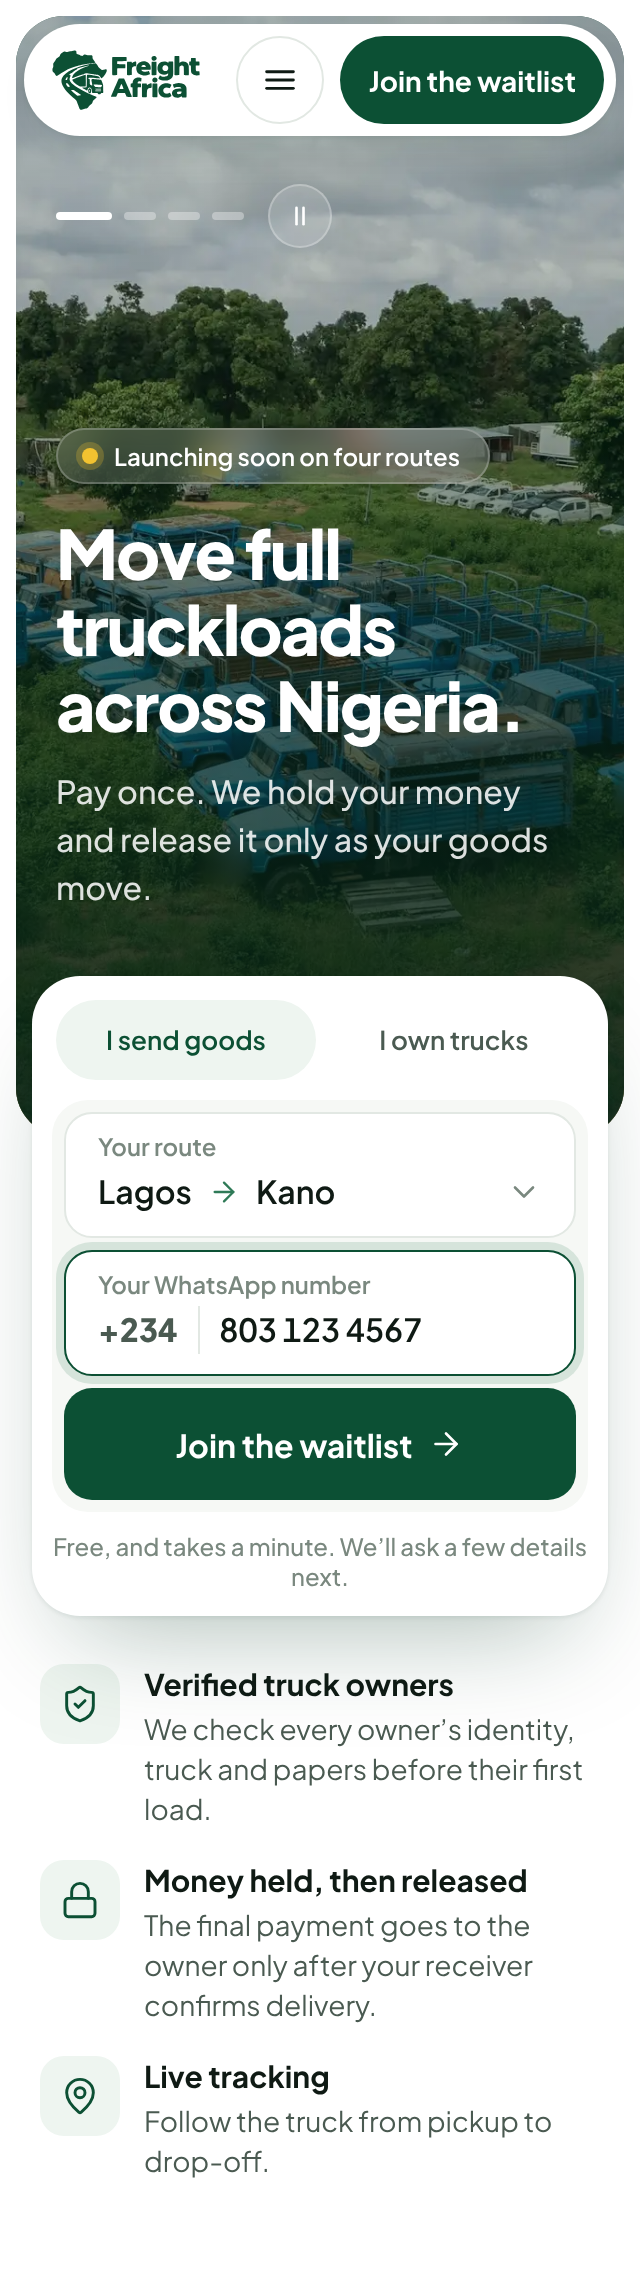 Freight
Africa
Join the waitlist
Launching soon on four routes
Move full
truckloads
across Nigeria.
Pay once. We hold your money
and release it only as your goods
move.
I send goods
I own trucks
Your route
Lagos → Kano
Your WhatsApp number
+234 803 123 4567
Join the waitlist →
Free, and takes a minute. We’ll ask a few details
next.
Verified truck owners
We check every owner’s identity,
truck and papers before their first
load.
Money held, then released
The final payment goes to the
owner only after your receiver
confirms delivery.
Live tracking
Follow the truck from pickup to
drop-off.